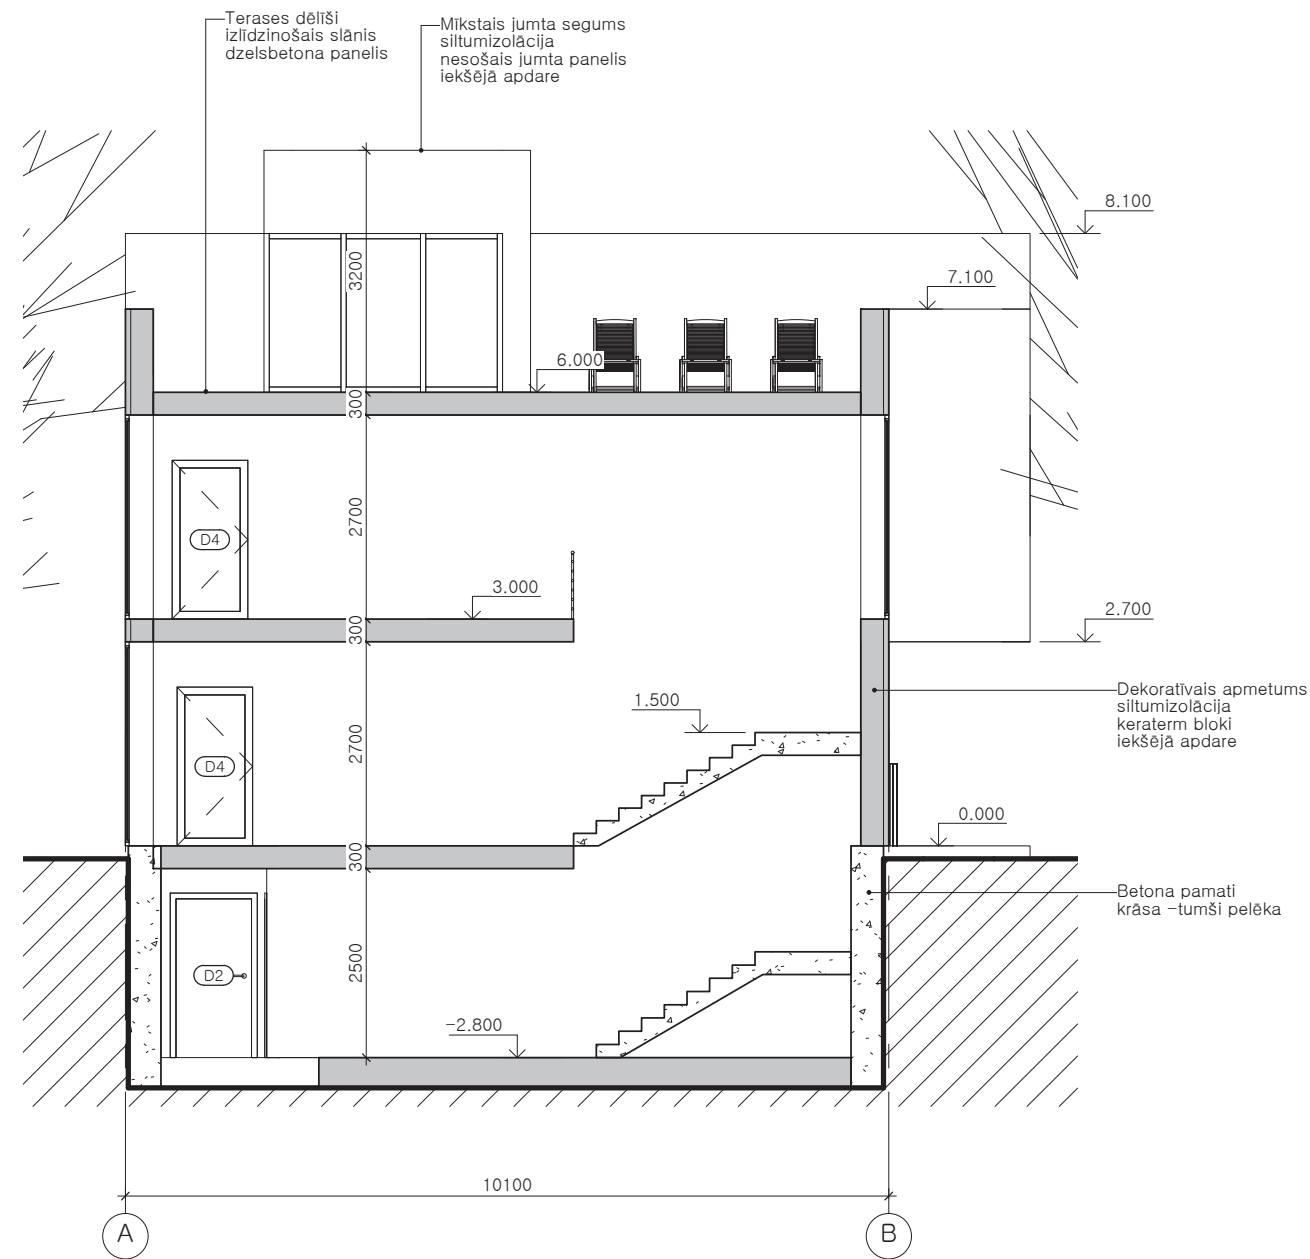 Terases dēlīši
izlīdzinošais slānis
dzelsbetona panelis
Mīkstais jumta segums
siltumizolācija
nesošais jumta panelis
iekšējā apdare
8.100
7.100
3200
6.000
300
2700
D4
3.000
300
2.700
Dekoratīvais apmetums
siltumizolācija
keraterm bloki
iekšējā apdare
1.500
2700
D4
0.000
300
Betona pamati
krāsa -tumši pelēka
2500
D2
-2.800
10100
A
B